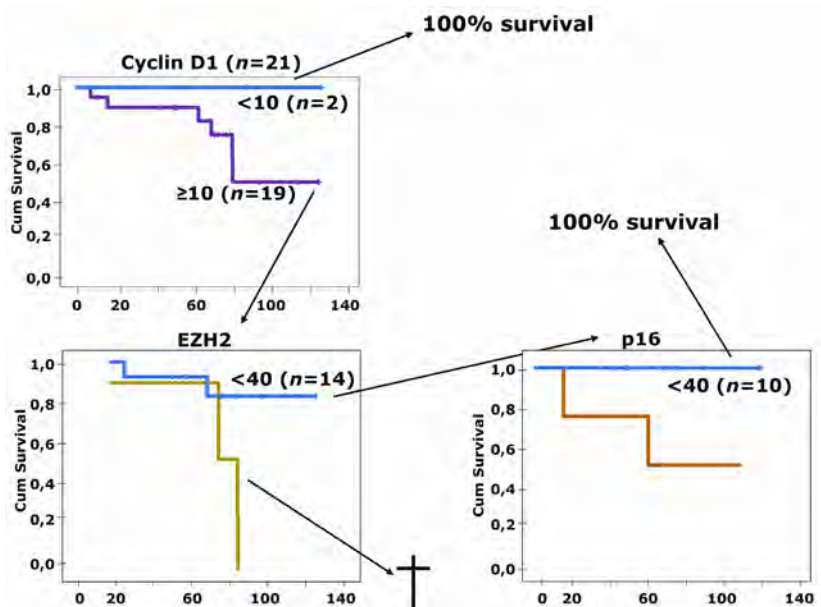 100% survival
Cyclin D1 (n=21)
1,0
<10 (n=2)
0,8
0,6
≥10 (n=19)
0,4
0,2
0,0
Cum Survival
0 20 60 80 100 140
100% survival
EZH2
1,0
<40 (n=14)
0,8
0,6
0,4
0,2
0,0
Cum Survival
0 20 60 80 100 140
p16
1,0
<40 (n=10)
0,8
0,6
0,4
0,2
0,0
Cum Survival
0 20 60 80 100 140